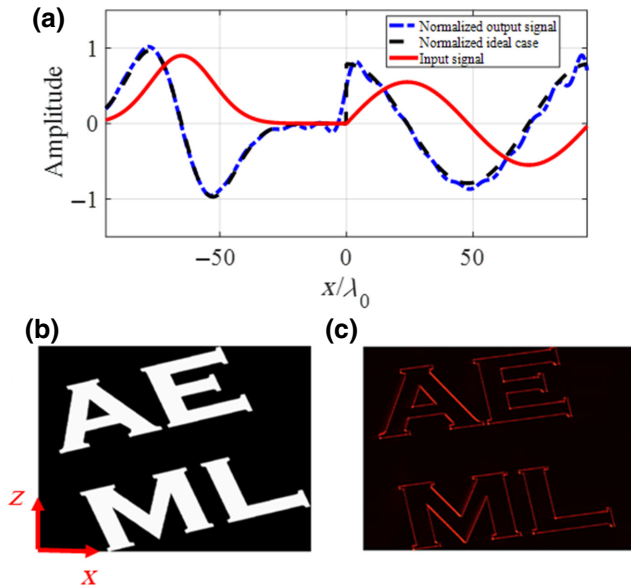 (a)
Normalized output signal
Normalized ideal case
Input signal
Amplitude
1
0
−1
−50
0
50
x/λ₀
(b)
(c)
AE
ML
z
x
AE
ML